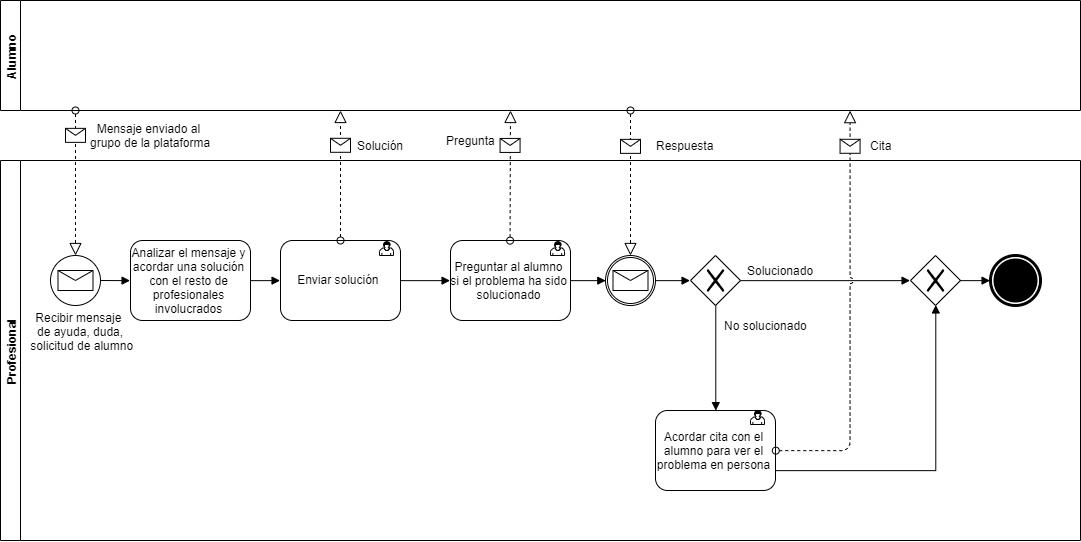 Alumno
Mensaje enviado al
grupo de la plataforma
Solución
Pregunta
Respuesta
Cita
Profesional
Recibir mensaje
de ayuda, duda,
solicitud de alumno
Analizar el mensaje y
acordar una solución
con el resto de
profesionales
involucrados
Enviar solución
Preguntar al alumno
si el problema ha sido
solucionado
Solucionado
No solucionado
Acordar cita con el
alumno para ver el
problema en persona